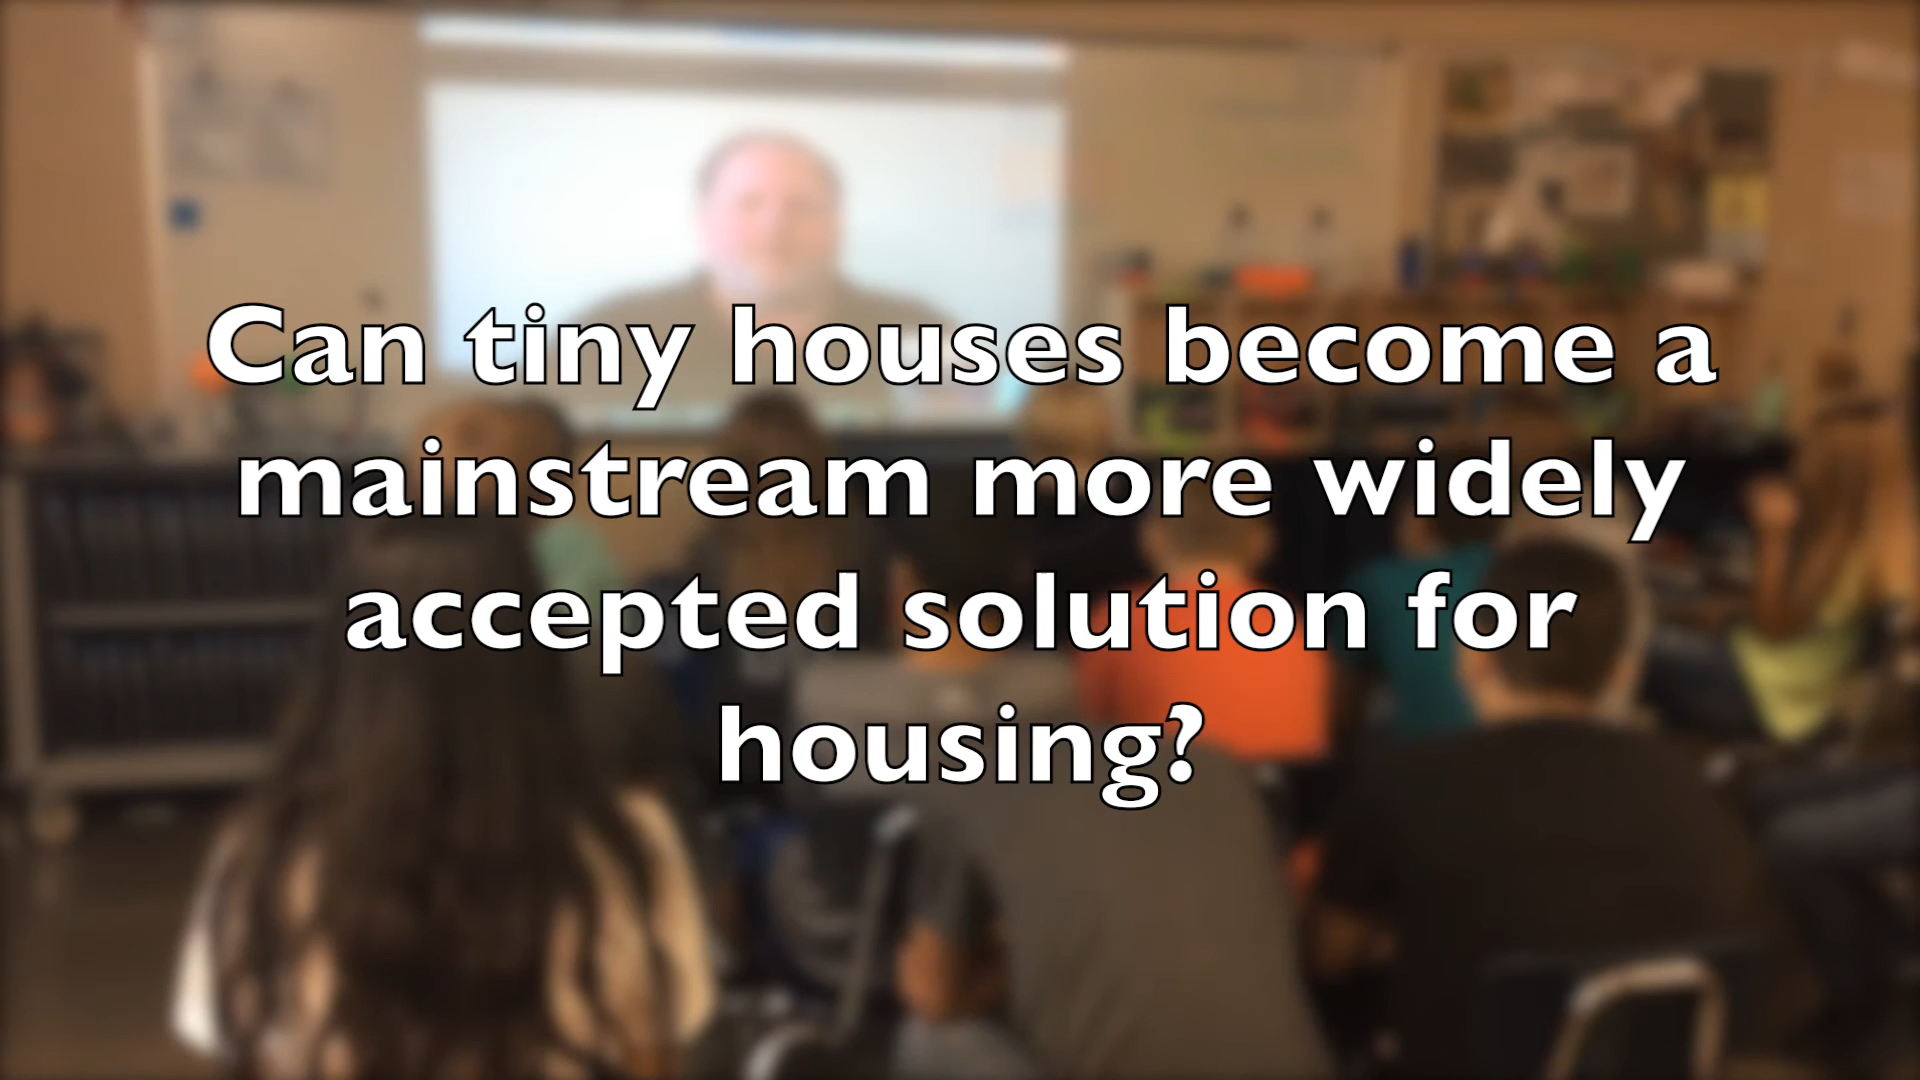 Can tiny houses become a
mainstream more widely
accepted solution for
housing?